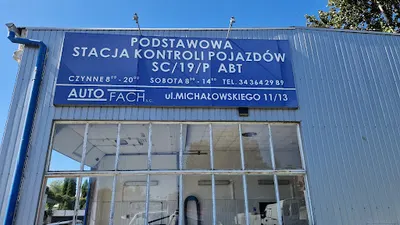 PODSTAWOWA
STACJA KONTROLI POJAZDÓW
SC/19/P ABT
CZYNNE 8⁰⁰ - 20⁰⁰ SOBOTA 8⁰⁰ - 14⁰⁰ TEL. 34 364 29 89
AUTO FACH s.c. ul. MICHAŁOWSKIEGO 11/13